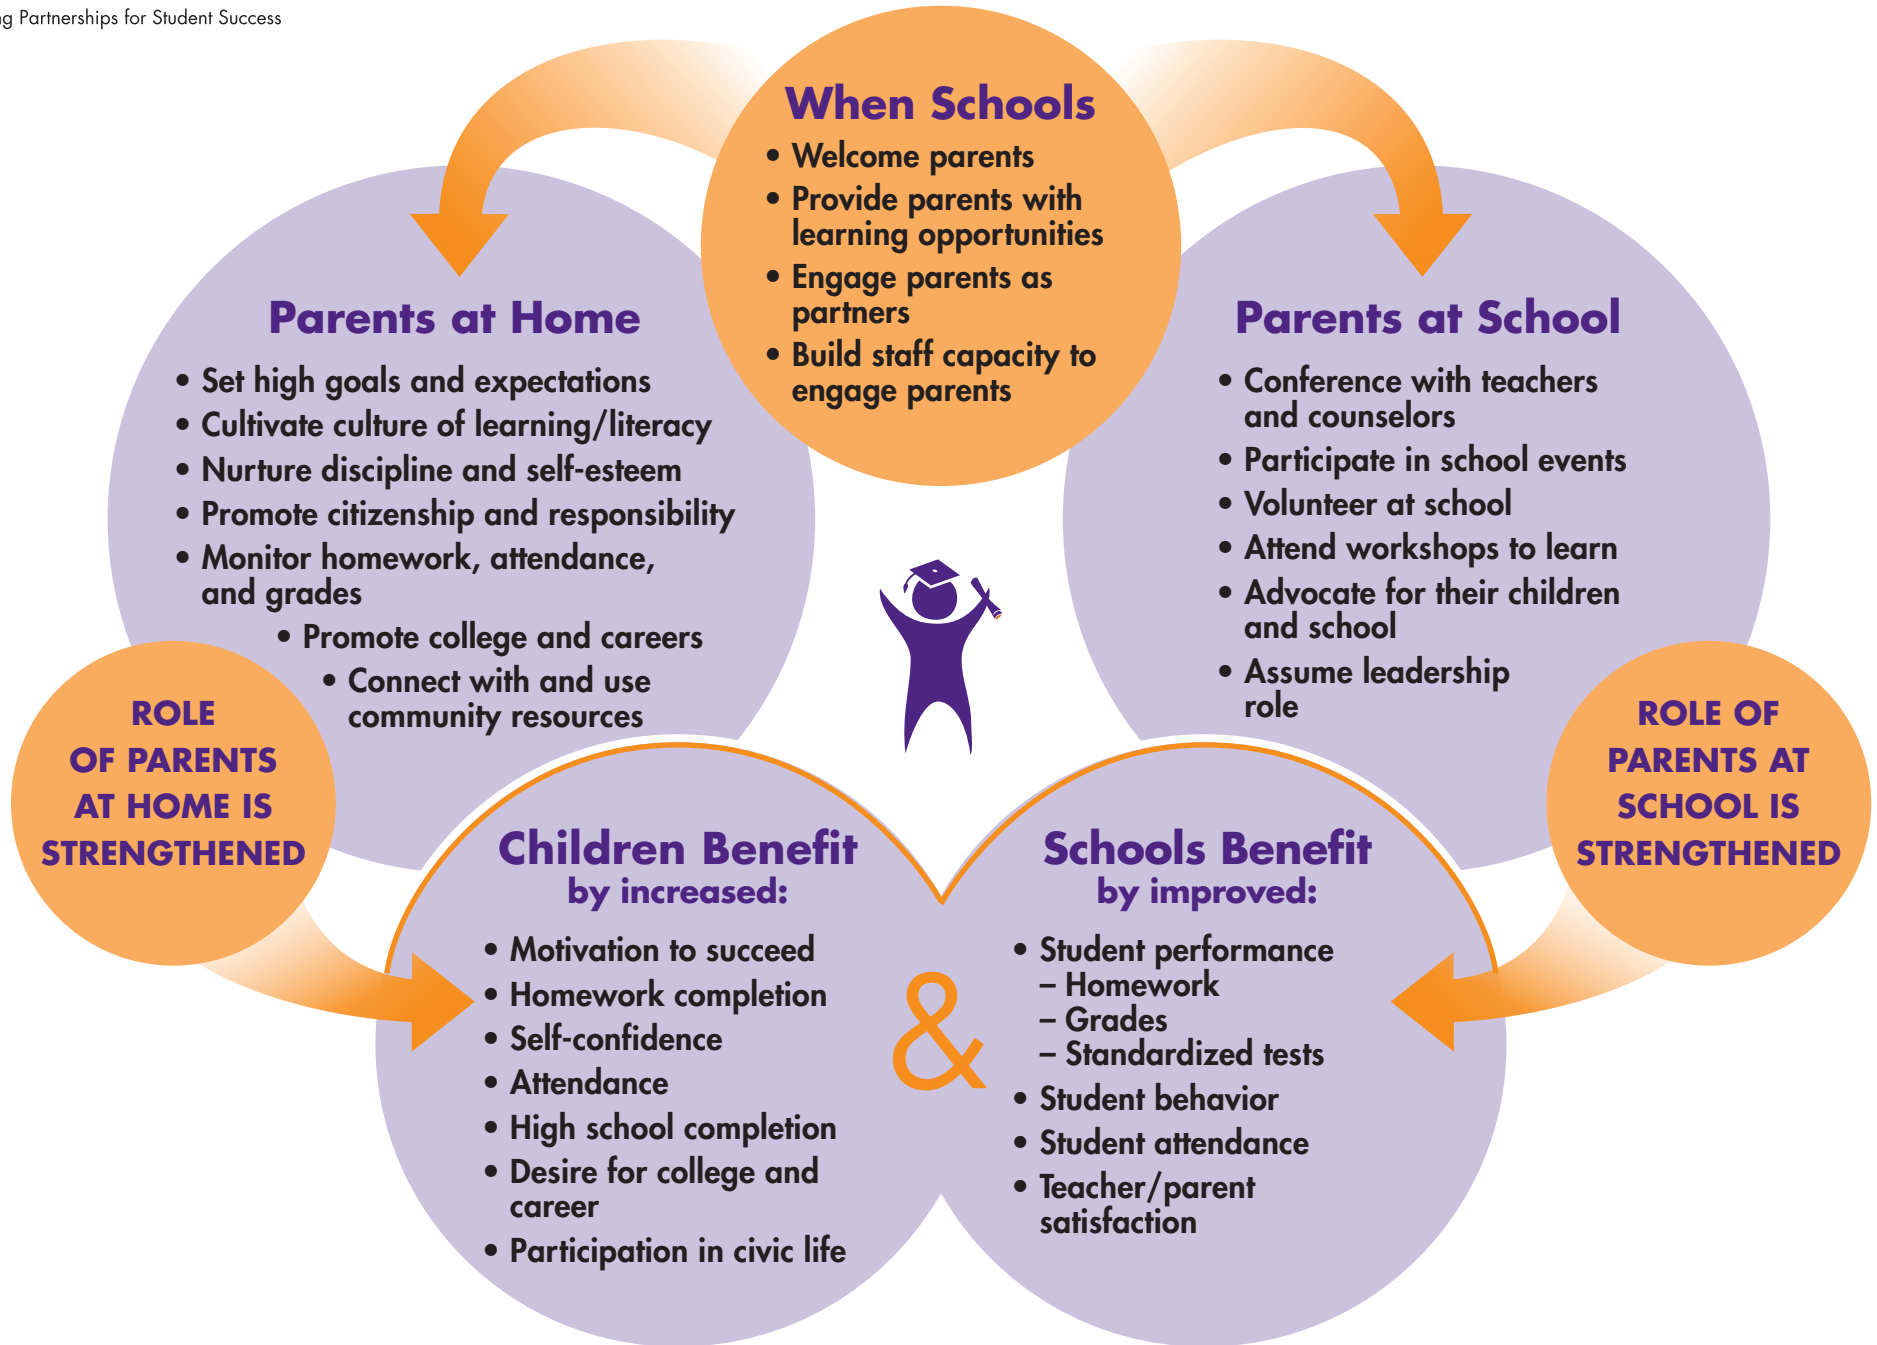 Partnerships for Student Success
When Schools
• Welcome parents
• Provide parents with
learning opportunities
• Engage parents as
partners
• Build staff capacity to
engage parents
Parents at Home
• Set high goals and expectations
• Cultivate culture of learning/literacy
• Nurture discipline and self-esteem
• Promote citizenship and responsibility
• Monitor homework, attendance,
and grades
• Promote college and careers
• Connect with and use
community resources
Parents at School
• Conference with teachers
and counselors
• Participate in school events
• Volunteer at school
• Attend workshops to learn
• Advocate for their children
and school
• Assume leadership
role
ROLE
OF PARENTS
AT HOME IS
STRENGTHENED
ROLE OF
PARENTS AT
SCHOOL IS
STRENGTHENED
Children Benefit
by increased:
• Motivation to succeed
• Homework completion
• Self-confidence
• Attendance
• High school completion
• Desire for college and
career
• Participation in civic life
&
Schools Benefit
by improved:
• Student performance
– Homework
– Grades
– Standardized tests
• Student behavior
• Student attendance
• Teacher/parent
satisfaction